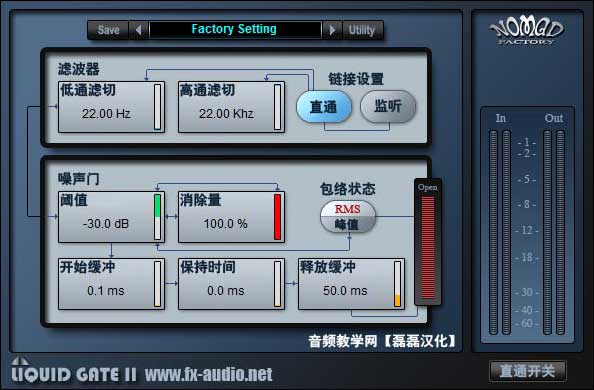 Save
Factory Setting
Utility
NOMAD
FACTORY
滤波器
低通滤切
22.00 Hz
高通滤切
22.00 Khz
链接设置
直通
监听
In
Out
1
2
5
8
12
18
30
40
60
噪声门
阈值
-30.0 dB
消除量
100.0 %
包络状态
RMS
峰值
Open
开始缓冲
0.1 ms
保持时间
0.0 ms
释放缓冲
50.0 ms
音频教学网【磊磊汉化】
LIQUID GATE II
www.fx-audio.net
直通开关